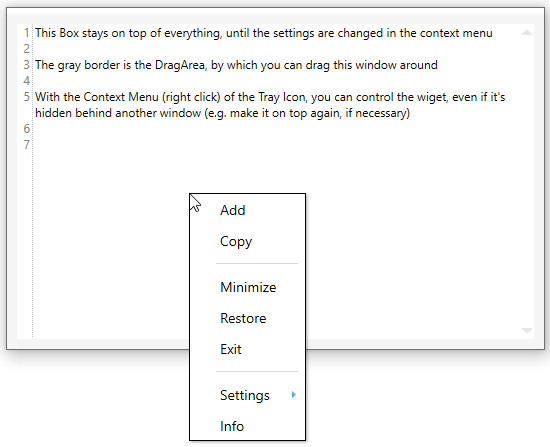 1 This Box stays on top of everything, until the settings are changed in the context menu
2
3 The gray border is the DragArea, by which you can drag this window around
4
5 With the Context Menu (right click) of the Tray Icon, you can control the wiget, even if it's
hidden behind another window (e.g. make it on top again, if necessary)
6
7
Add
Copy
Minimize
Restore
Exit
Settings
Info